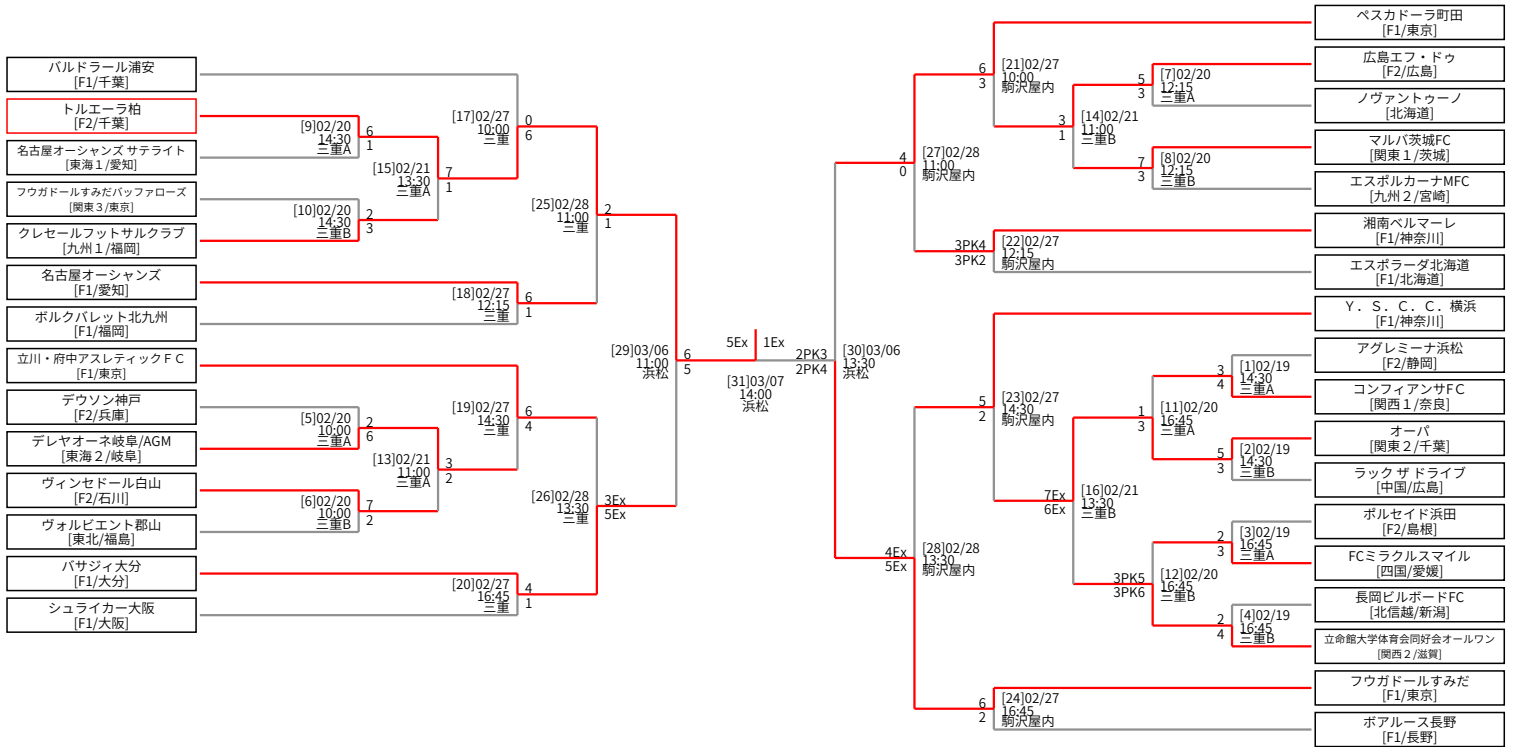 バルドラール浦安
[F1/千葉]
トルエーラ柏
[F2/千葉]
名古屋オーシャンズ サテライト
[東海１/愛知]
フウガドールすみだバッファローズ
[関東３/東京]
クレセールフットサルクラブ
[九州１/福岡]
名古屋オーシャンズ
[F1/愛知]
ボルクバレット北九州
[F1/福岡]
立川・府中アスレティックＦＣ
[F1/東京]
デウソン神戸
[F2/兵庫]
デレヤオーネ岐阜/AGM
[東海２/岐阜]
ヴィンセドール白山
[F2/石川]
ヴォルビエント郡山
[東北/福島]
バサジィ大分
[F1/大分]
シュライカー大阪
[F1/大阪]
[9]02/20
14:30
三重A
6
1
[10]02/20
14:30
三重B
2
3
[15]02/21
13:30
三重A
7
1
[17]02/27
10:00
三重
0
6
[18]02/27
12:15
三重
6
1
[25]02/28
11:00
三重
2
1
[5]02/20
10:00
三重A
2
6
[6]02/20
10:00
三重B
7
2
[13]02/21
11:00
三重A
3
2
[19]02/27
14:30
三重
6
4
[20]02/27
16:45
三重
4
1
[26]02/28
13:30
三重
3Ex
5Ex
[29]03/06
11:00
浜松
6
5
5Ex
1Ex
[31]03/07
14:00
浜松
2PK3
2PK4
[30]03/06
13:30
浜松
4
0
[27]02/28
11:00
駒沢屋内
6
3
[21]02/27
10:00
駒沢屋内
3
1
[14]02/21
11:00
三重B
5
3
[7]02/20
12:15
三重A
7
3
[8]02/20
12:15
三重B
3PK4
3PK2
[22]02/27
12:15
駒沢屋内
4Ex
5Ex
[28]02/28
13:30
駒沢屋内
5
2
[23]02/27
14:30
駒沢屋内
7Ex
6Ex
[16]02/21
13:30
三重B
1
3
[11]02/20
16:45
三重A
3
4
[1]02/19
14:30
三重A
5
3
[2]02/19
14:30
三重B
3PK5
3PK6
[12]02/20
16:45
三重B
2
3
[3]02/19
16:45
三重A
2
4
[4]02/19
16:45
三重B
6
2
[24]02/27
16:45
駒沢屋内
ペスカドーラ町田
[F1/東京]
広島エフ・ドゥ
[F2/広島]
ノヴァントゥーノ
[北海道]
マルバ茨城FC
[関東１/茨城]
エスポルカーナMFC
[九州２/宮崎]
湘南ベルマーレ
[F1/神奈川]
エスポラーダ北海道
[F1/北海道]
Ｙ．Ｓ．Ｃ．Ｃ．横浜
[F1/神奈川]
アグレミーナ浜松
[F2/静岡]
コンフィアンサＦＣ
[関西１/奈良]
オーパ
[関東２/千葉]
ラック ザ ドライブ
[中国/広島]
ポルセイド浜田
[F2/島根]
FCミラクルスマイル
[四国/愛媛]
長岡ビルボードFC
[北信越/新潟]
立命館大学体育会同好会オールワン
[関西２/滋賀]
フウガドールすみだ
[F1/東京]
ボアルース長野
[F1/長野]